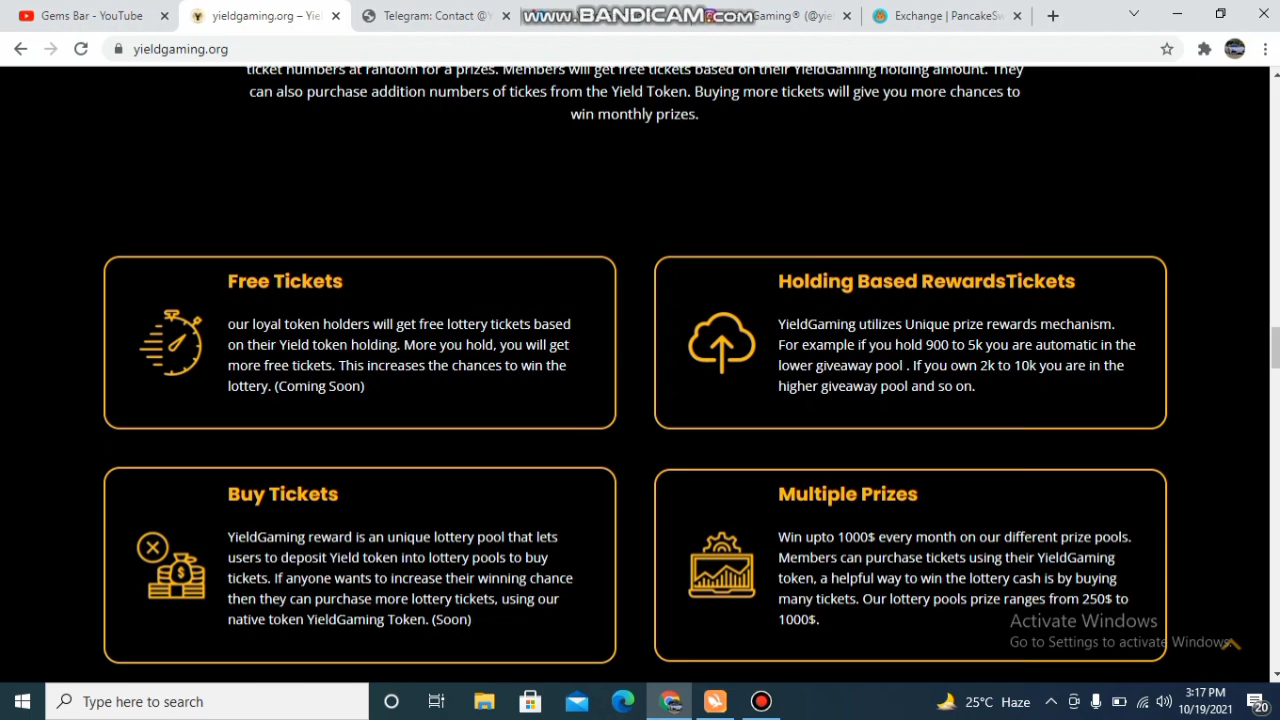 Gems Bar - YouTube
yieldgaming.org – Yi
Telegram: Contact @Y
www.BANDICAM.com
Gaming® (@yie
Exchange | PancakeSw
yieldgaming.org
ticket numbers at random for a prizes. Members will get free tickets based on their YieldGaming holding amount. They
can also purchase addition numbers of tickes from the Yield Token. Buying more tickets will give you more chances to
win monthly prizes.
Free Tickets
our loyal token holders will get free lottery tickets based
on their Yield token holding. More you hold, you will get
more free tickets. This increases the chances to win the
lottery. (Coming Soon)
Holding Based RewardsTickets
YieldGaming utilizes Unique prize rewards mechanism.
For example if you hold 900 to 5k you are automatic in the
lower giveaway pool . If you own 2k to 10k you are in the
higher giveaway pool and so on.
Buy Tickets
YieldGaming reward is an unique lottery pool that lets
users to deposit Yield token into lottery pools to buy
tickets. If anyone wants to increase their winning chance
then they can purchase more lottery tickets, using our
native token YieldGaming Token. (Soon)
Multiple Prizes
Win upto 1000$ every month on our different prize pools.
Members can purchase tickets using their YieldGaming
token, a helpful way to win the lottery cash is by buying
many tickets. Our lottery pools prize ranges from 250$ to
1000$.
Activate Windows
Go to Settings to activate Windows.
Type here to search
25°C Haze
3:17 PM
10/19/2021
20